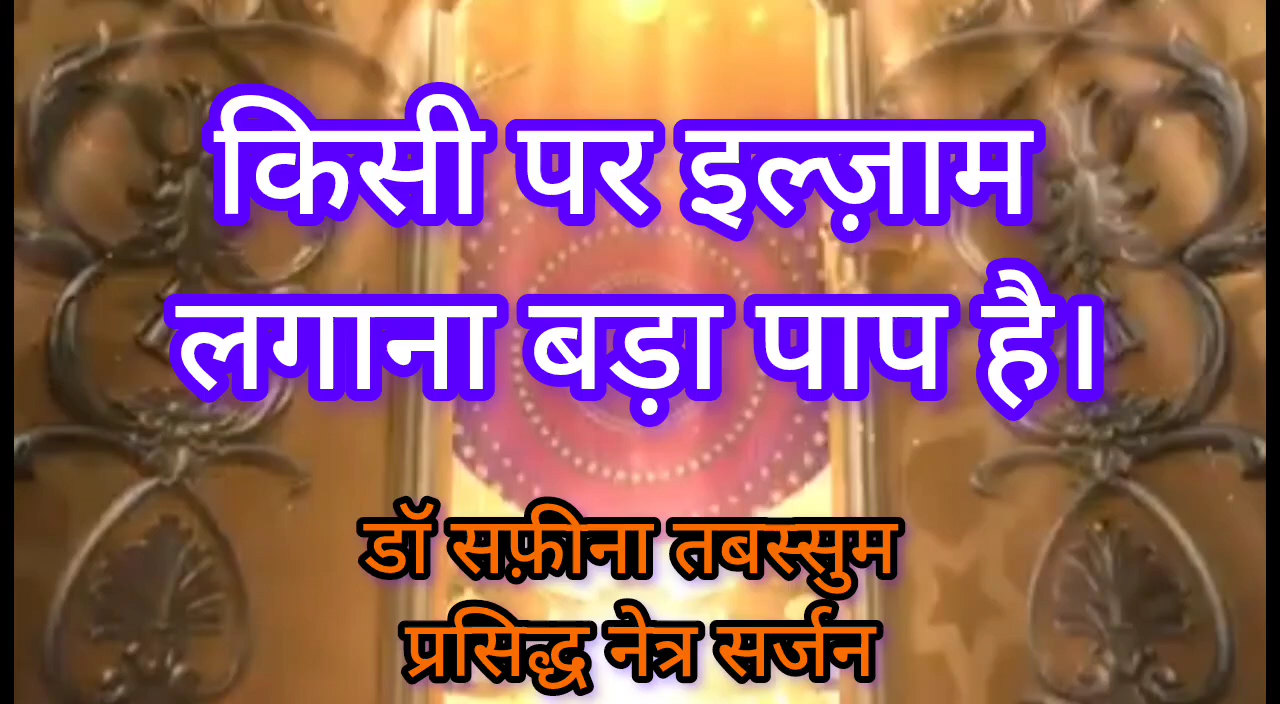 किसी पर इल्ज़ाम
लगाना बड़ा पाप है।
डॉ सफ़ीना तबस्सुम
प्रसिद्ध नेत्र सर्जन